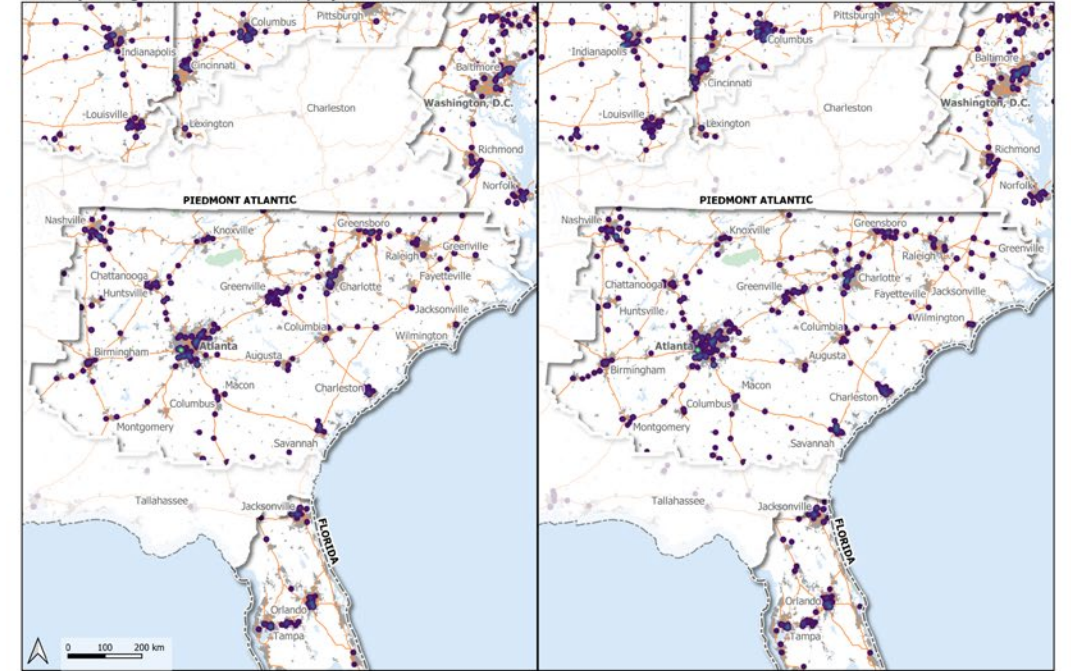 Pittsburgh
Columbus
Indianapolis
Cincinnati
Baltimore
Washington, D.C.
Charleston
Louisville
Lexington
Richmond
Norfolk
PIEDMONT ATLANTIC
Nashville
Knoxville
Greensboro
Greenville
Raleigh
Chattanooga
Fayetteville
Huntsville
Greenville
Charlotte
Jacksonville
Columbia
Wilmington
Atlanta
Birmingham
Augusta
Macon
Charleston
Columbus
Montgomery
Savannah
Tallahassee
Jacksonville
FLORIDA
Orlando
Tampa
0 100 200 km
Pittsburgh
Columbus
Indianapolis
Baltimore
Cincinnati
Washington, D.C.
Charleston
Louisville
Lexington
Richmond
Norfolk
PIEDMONT ATLANTIC
Nashville
Knoxville
Greensboro
Greenville
Raleigh
Charlotte
Chattanooga
Greenville
Fayetteville
Jacksonville
Huntsville
Wilmington
Columbia
Atlanta
Augusta
Birmingham
Macon
Charleston
Columbus
Montgomery
Savannah
Tallahassee
Jacksonville
FLORIDA
Orlando
Tampa